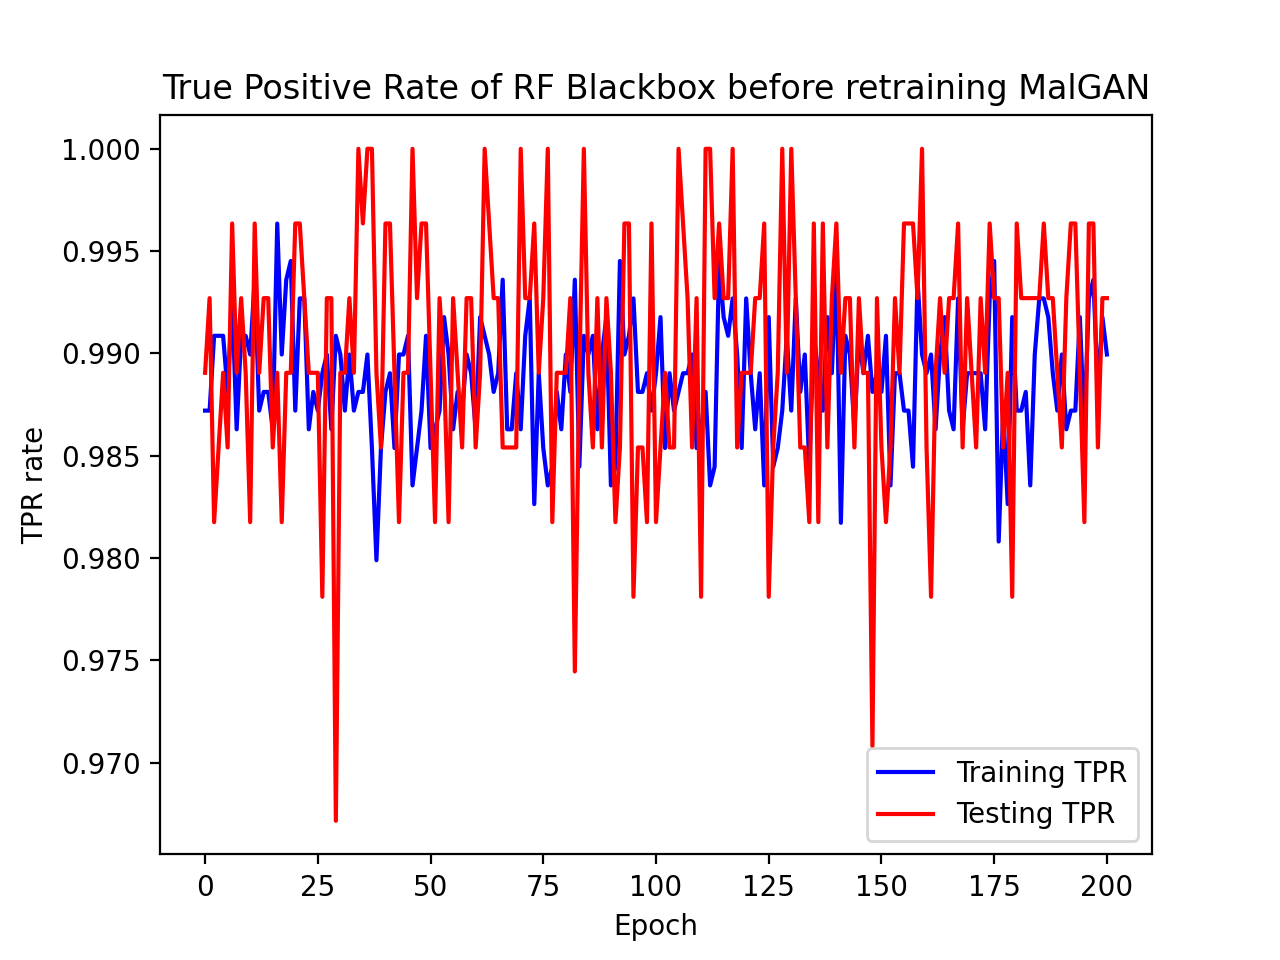 True Positive Rate of RF Blackbox before retraining MalGAN
TPR rate
1.000
0.995
0.990
0.985
0.980
0.975
0.970
Training TPR
Testing TPR
0 25 50 75 100 125 150 175 200
Epoch